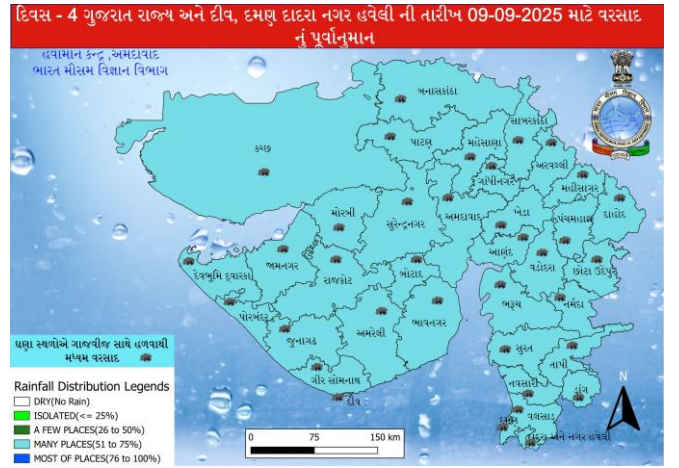 દિવસ - 4 ગુજરાત રાજ્ય અને દીવ, દમણ દાદરા નગર હવેલી ની તારીખ 09-09-2025 માટે વરસાદ
નું પૂર્વાનુમાન
હવામાન કેન્દ્ર ,અમદાવાદ
ભારત મૌસમ વિજ્ઞાન વિભાગ
બનાસકાંઠા
સાબરકાંઠા
પાટણ
મહેસાણા
અરવલ્લી
કચ્છ
ગાંધીનગર
મહીસાગર
મોરબી
સુરેન્દ્રનગર
અમદાવાદ
ખેડા
પંચમહાલ
દાહોદ
આણંદ
વડોદરા
છોટા ઉદેપુર
દેવભૂમિ દ્વારકા
જામનગર
રાજકોટ
બોટાદ
પોરબંદર
ભરૂચ
નર્મદા
જુનાગઢ
અમરેલી
ભાવનગર
ઘણા સ્થળોએ ગાજવીજ સાથે હળવાથી
મધ્યમ વરસાદ
સુરત
તાપી
ગીર સોમનાથ
નવસારી
ડાંગ
દીવ
દમણ
વલસાડ
દાદરા અને નગર હવેલી
Rainfall Distribution Legends
DRY(No Rain)
ISOLATED(<= 25%)
A FEW PLACES(26 to 50%)
MANY PLACES(51 to 75%)
MOST OF PLACES(76 to 100%)
0 75 150 km
N